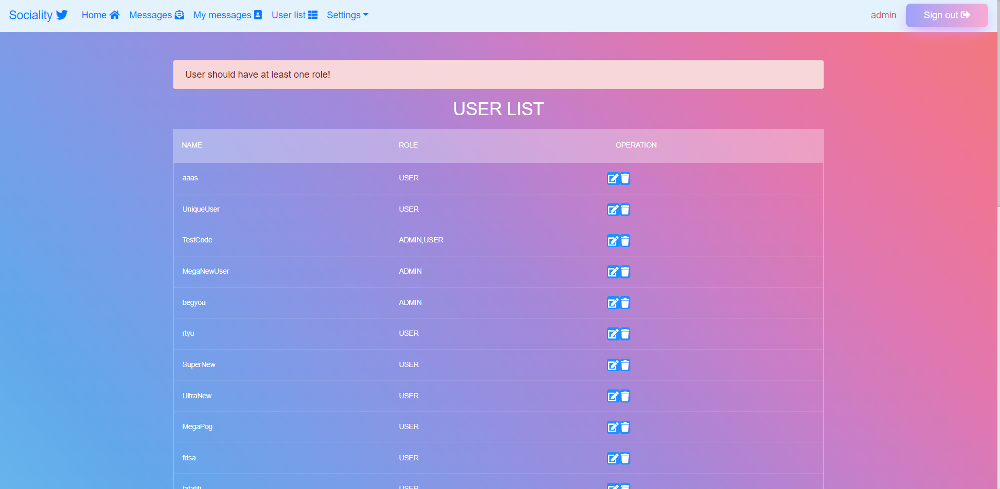 Sociality Home Messages My messages User list Settings admin Sign out
User should have at least one role!
USER LIST
NAME ROLE OPERATION
aaas USER
UniqueUser USER
TestCode ADMIN,USER
MegaNewUser ADMIN
begyou ADMIN
rtyu USER
SuperNew USER
UltraNew USER
MegaPog USER
fdsa USER
tatatiti USER